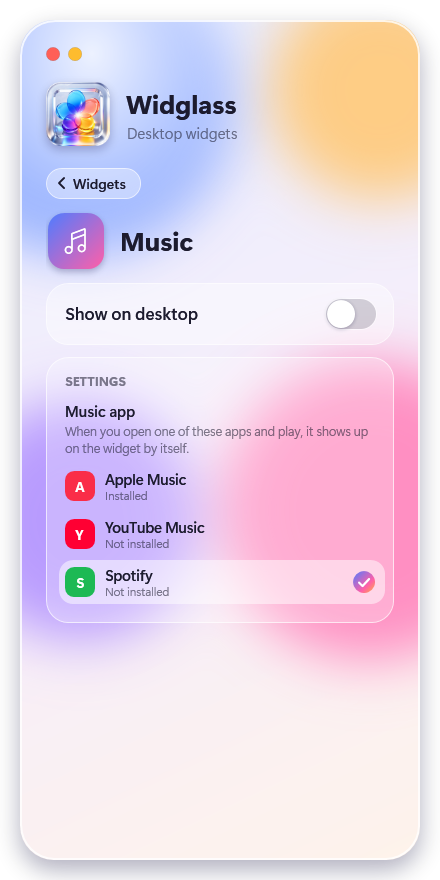 Widglass
Desktop widgets
Widgets
Music
Show on desktop
SETTINGS
Music app
When you open one of these apps and play, it shows up
on the widget by itself.
A
Apple Music
Installed
Y
YouTube Music
Not installed
S
Spotify
Not installed